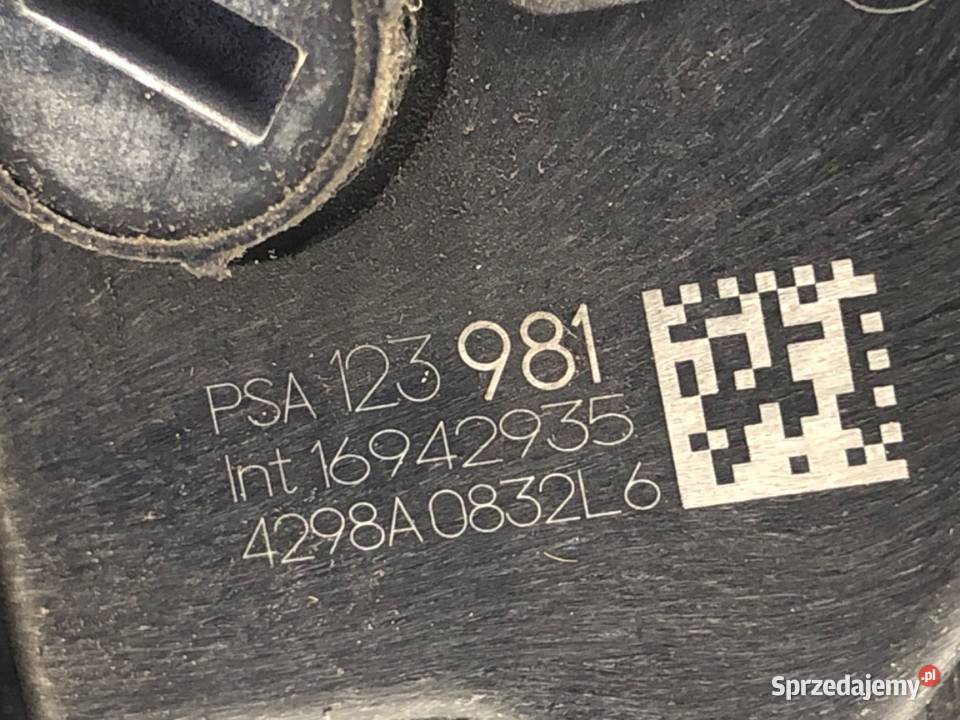 PSA 123 981
Int 16942935
4298A0832L6
Sprzedajemy.pl